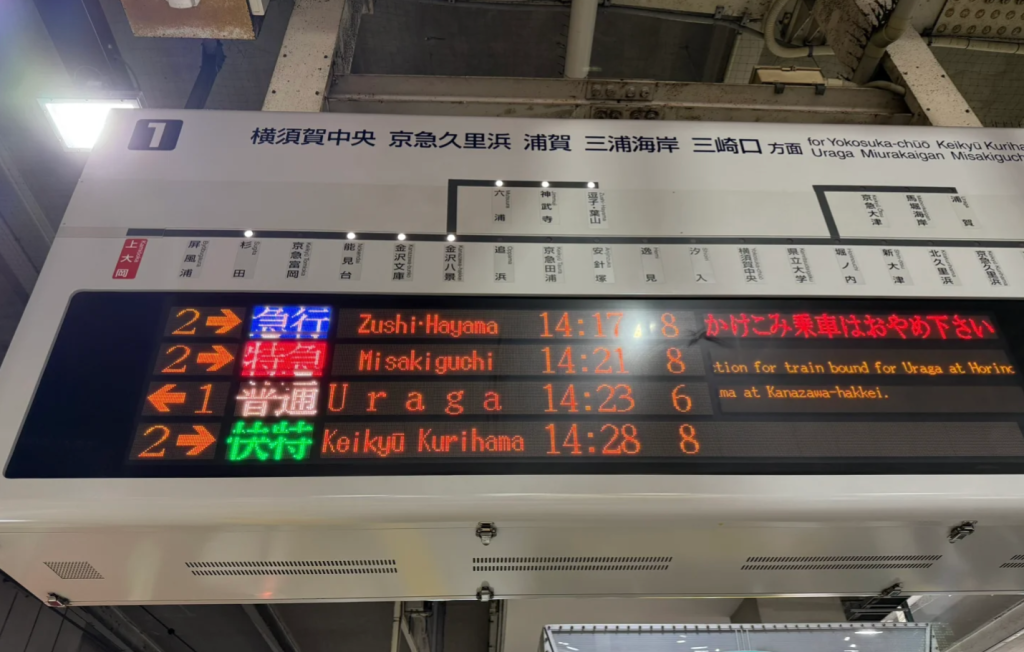 1
横須賀中央 京急久里浜 浦賀 三浦海岸 三崎口 方面
for Yokosuka-chūō Keikyū Kuriha
Uraga Miurakaigan Misakiguch
六浦 神武寺 逗子・葉山
京急大津 馬堀海岸 浦賀
上大岡 屏風浦 杉田 京急富岡 能見台 金沢文庫 金沢八景 追浜 京急田浦 安針塚 逸見 汐入 横須賀中央 県立大学 堀ノ内 新大津 北久里浜 京急久里浜
2 → 急行 Zushi·Hayama 14:17 8 かけこみ乗車はおやめ下さい
2 → 特急 Misakiguchi 14:21 8 tion for train bound for Uraga at Horino
← 1 普通 Uraga 14:23 6 ma at Kanazawa-hakkei.
2 → 快特 Keikyū Kurihama 14:28 8